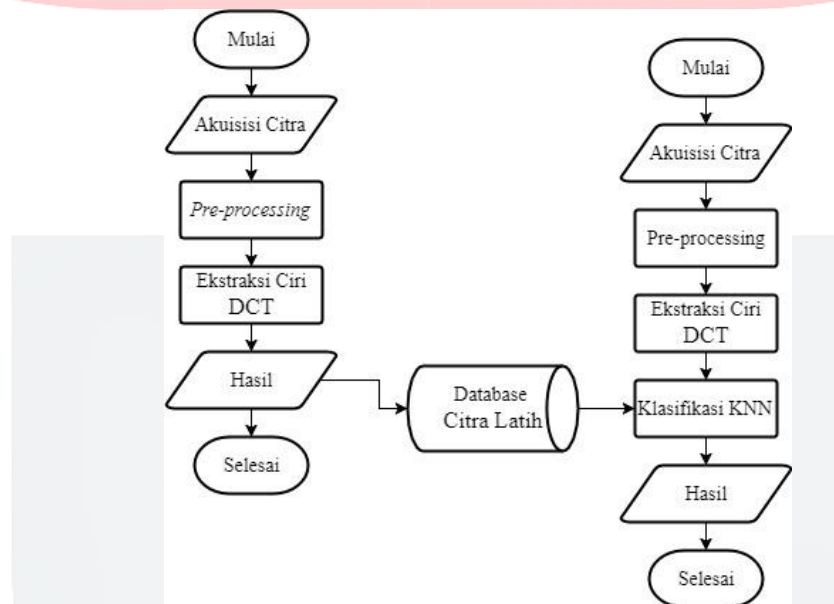 Mulai
Akuisisi Citra
Pre-processing
Ekstraksi Ciri
DCT
Hasil
Selesai
Database
Citra Latih
Mulai
Akuisisi Citra
Pre-processing
Ekstraksi Ciri
DCT
Klasifikasi KNN
Hasil
Selesai